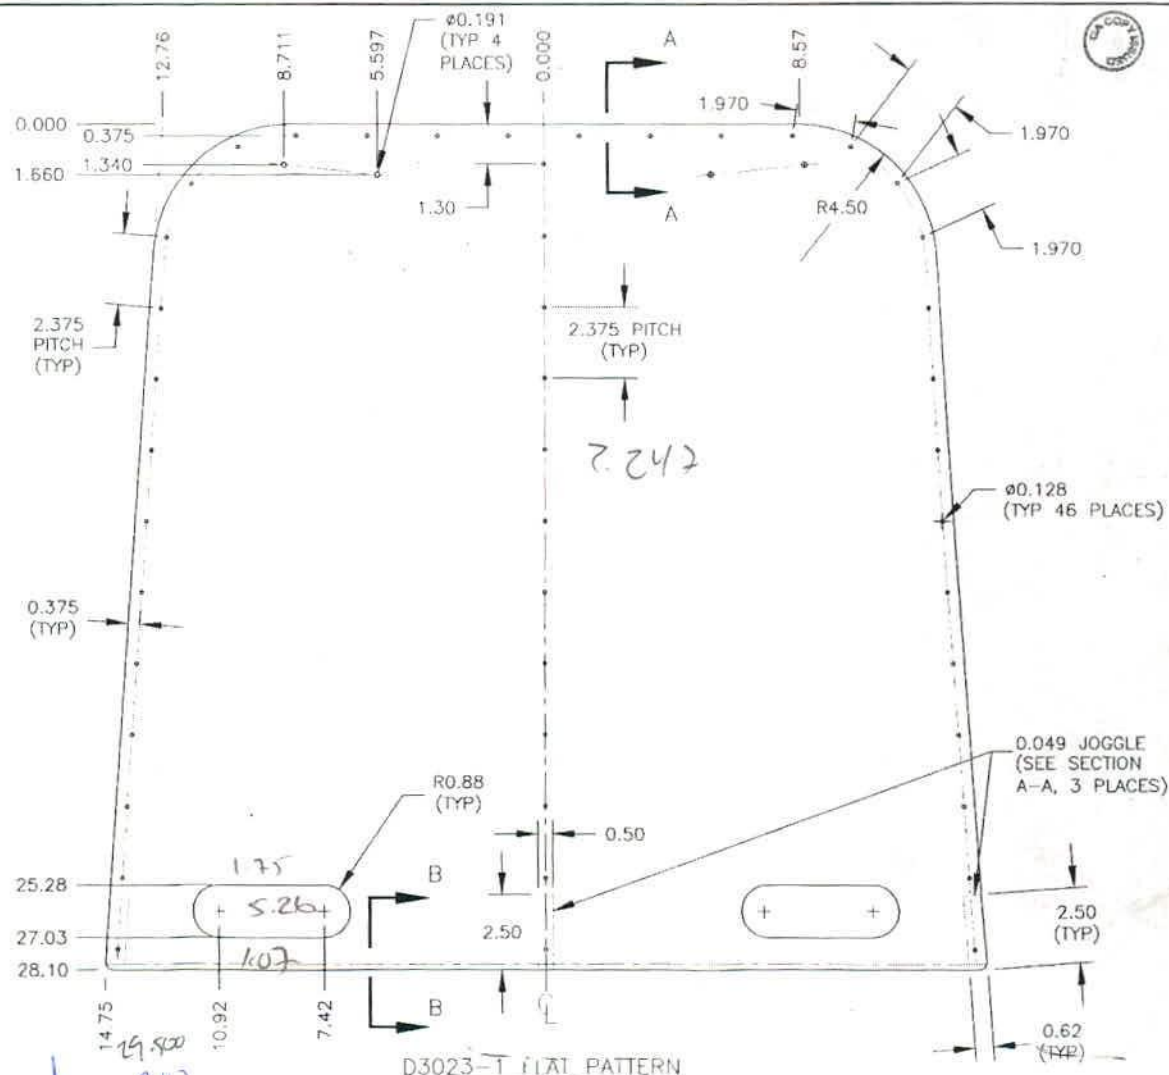 12.76
8.711
5.597
ø0.191
(TYP 4
PLACES)
0.000
A
8.57
0.000
0.375
1.340
1.660
1.970
1.970
1.30
A
R4.50
1.970
2.375
PITCH
(TYP)
2.375 PITCH
(TYP)
2.247
ø0.128
(TYP 46 PLACES)
0.375
(TYP)
0.049 JOGGLE
(SEE SECTION
A-A, 3 PLACES)
R0.88
(TYP)
0.50
1.75
25.28
B
5.26
2.50
2.50
(TYP)
27.03
1.07
28.10
B
14.75
10.92
7.42
0.62
(TYP)
29.500
D3023-1 FLAT PATTERN